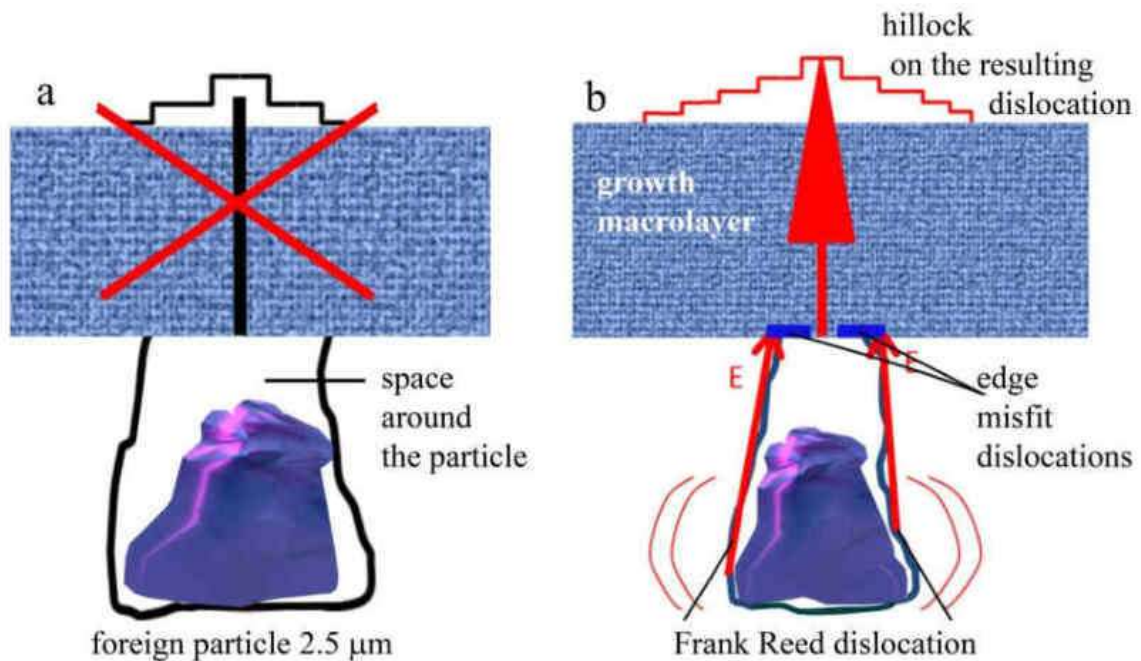 a
space
around
the particle
foreign particle 2.5 μm
b
hillock
on the resulting
dislocation
growth
macrolayer
E
E
edge
misfit
dislocations
Frank Reed dislocation